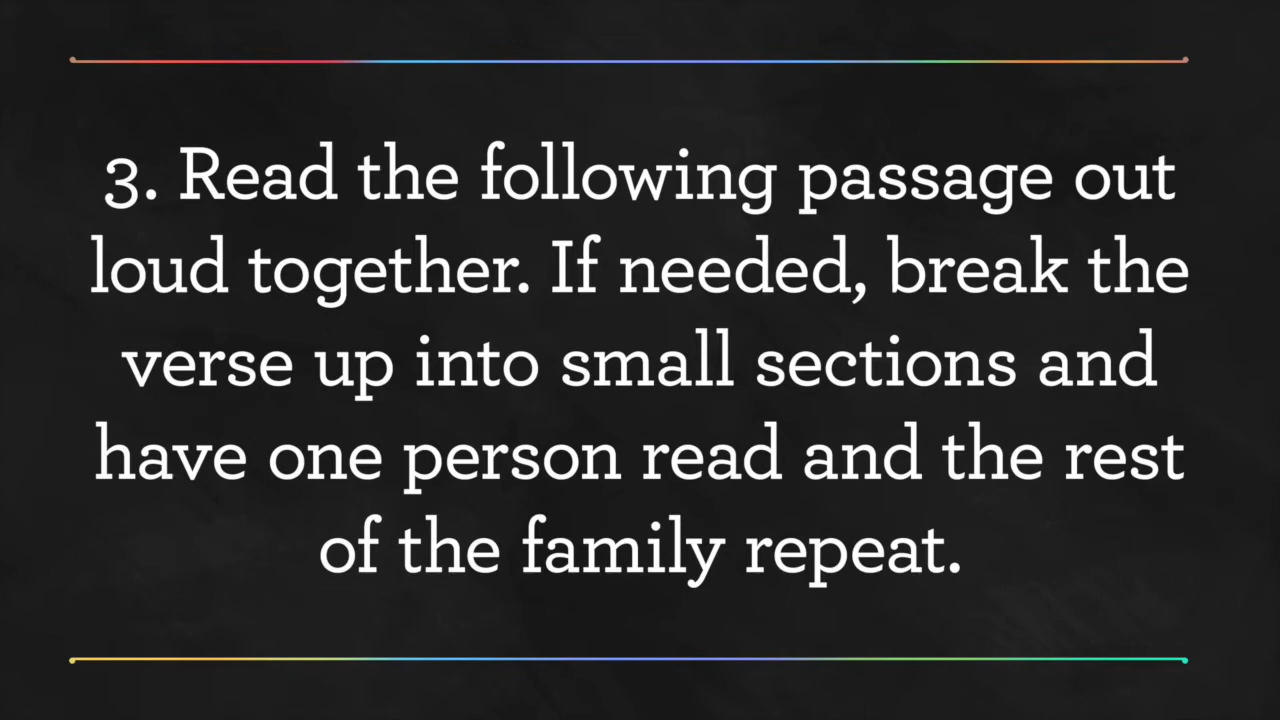 3. Read the following passage out
loud together. If needed, break the
verse up into small sections and
have one person read and the rest
of the family repeat.